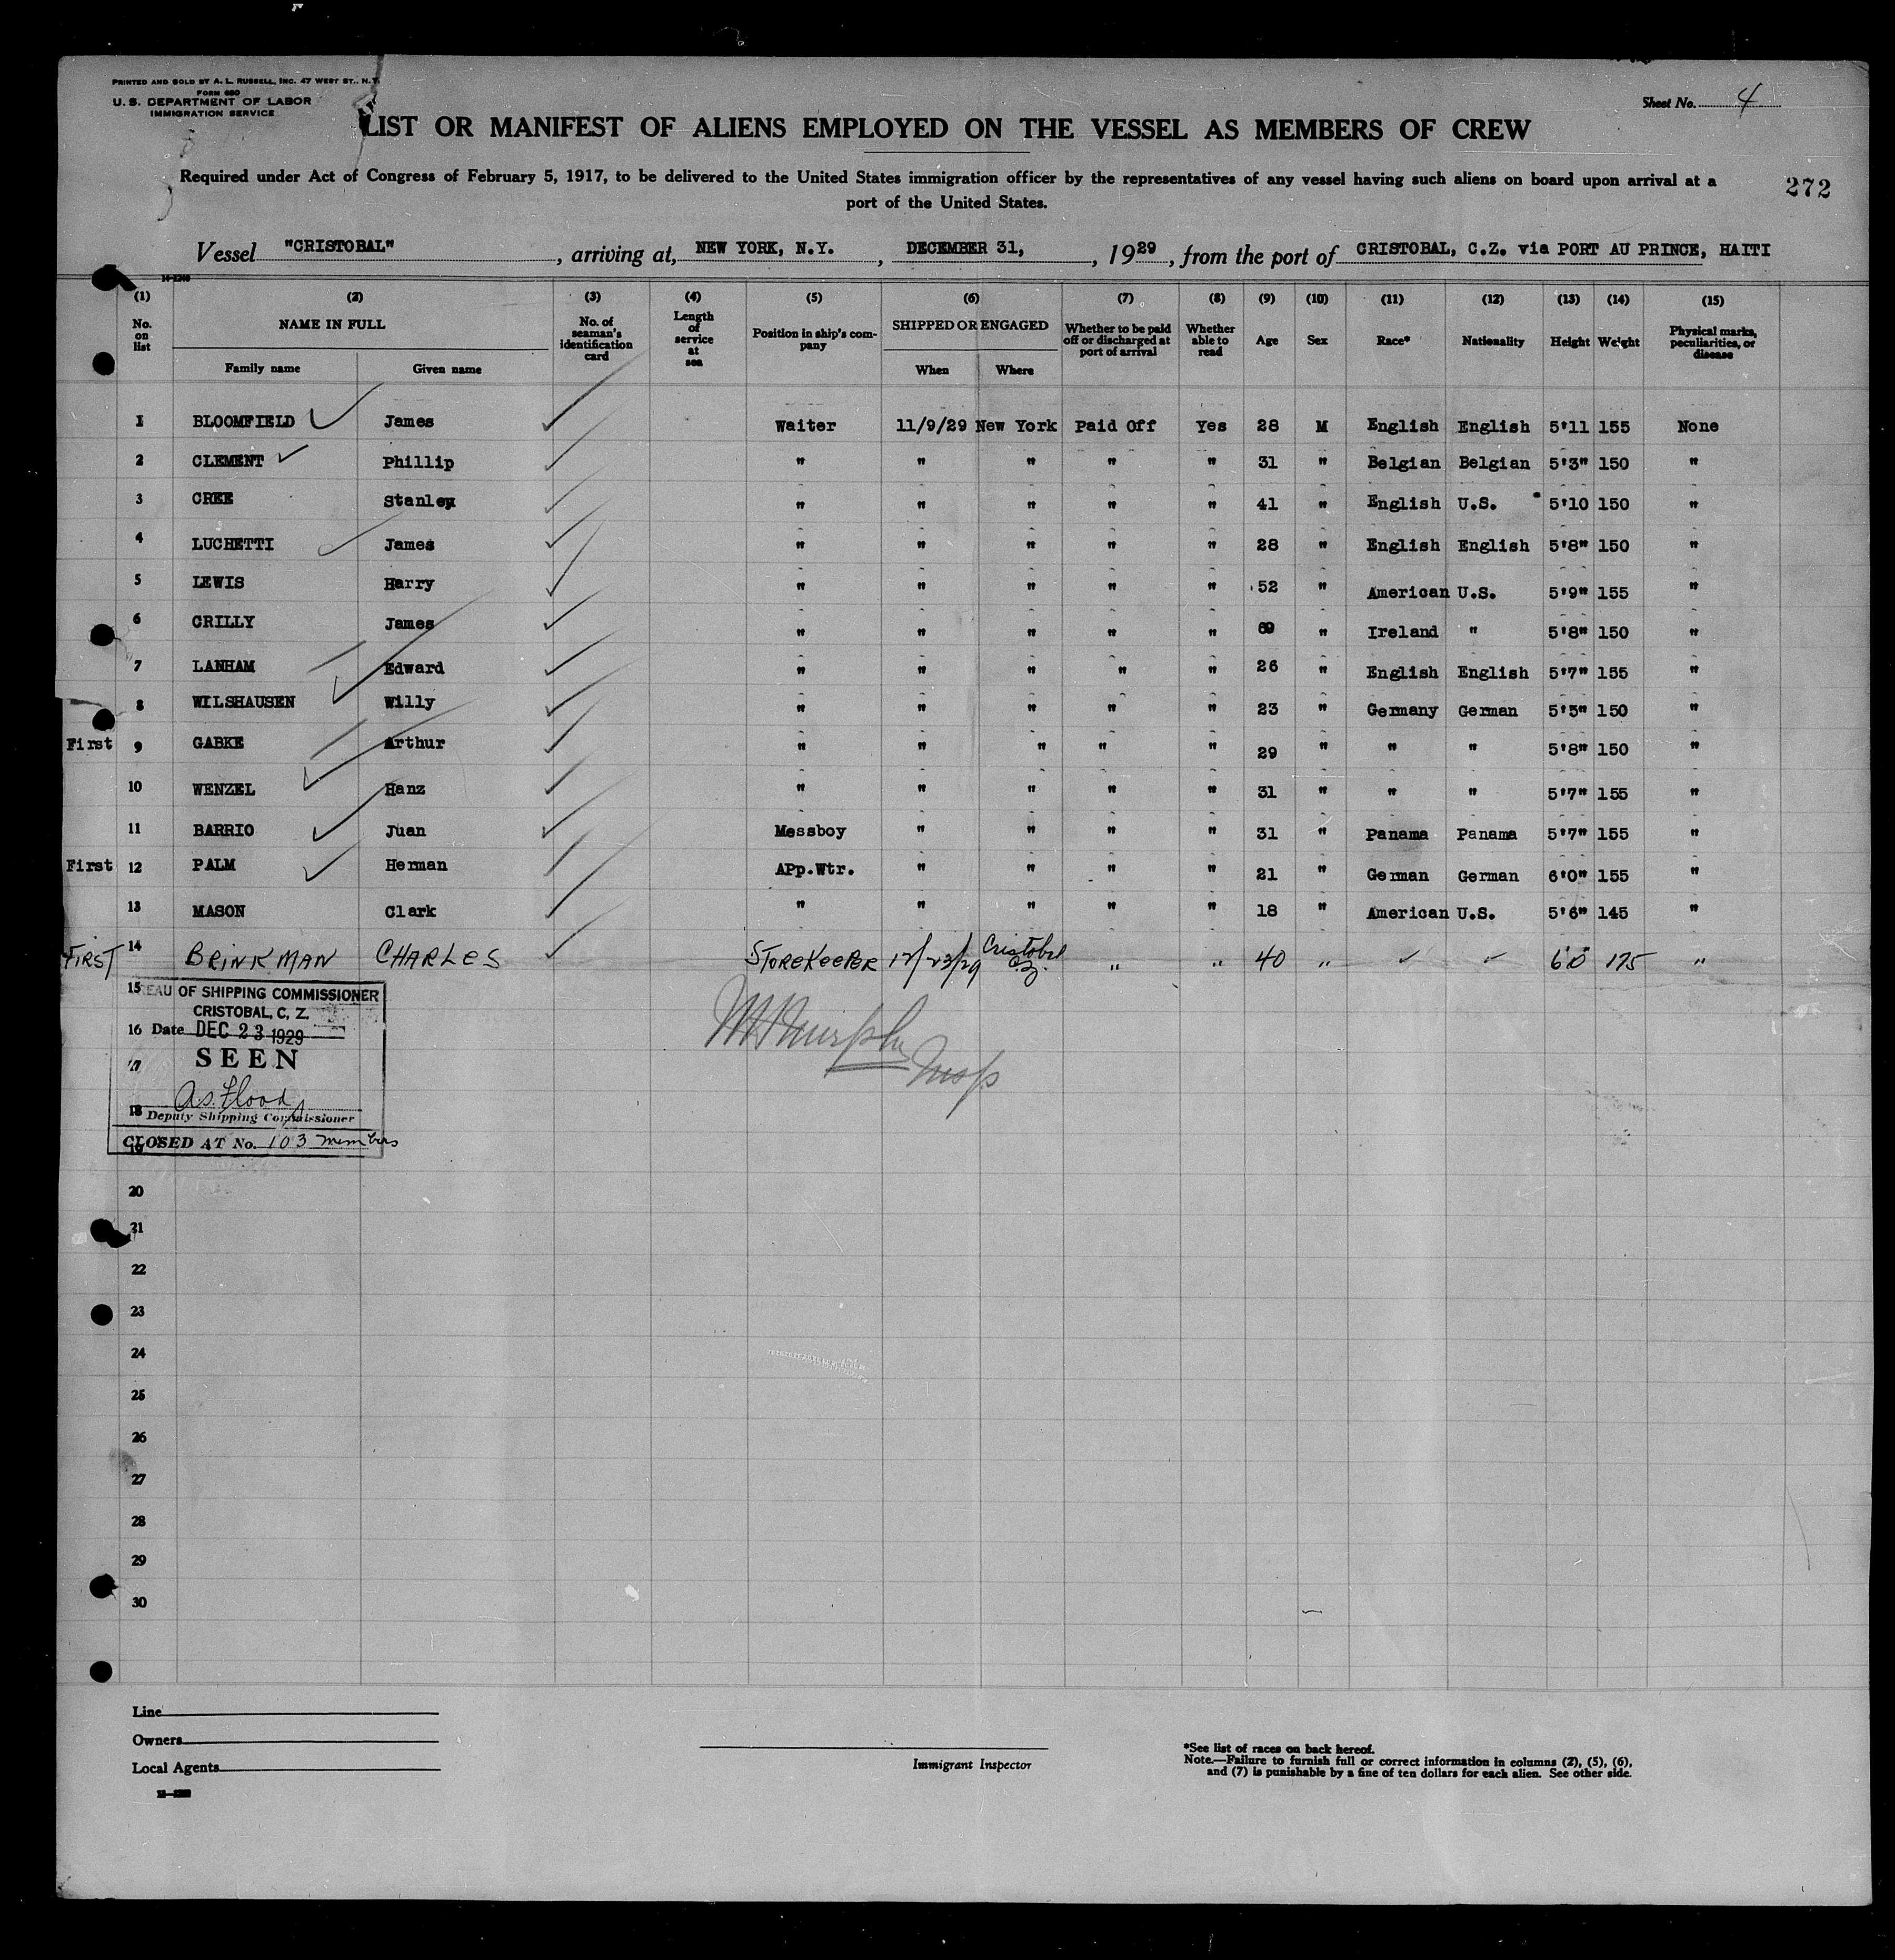 PRINTED AND SOLD BY A. L. RUSSELL, INC. 47 WEST ST., N. Y.
FORM 680
U. S. DEPARTMENT OF LABOR
IMMIGRATION SERVICE
Sheet No. 4
LIST OR MANIFEST OF ALIENS EMPLOYED ON THE VESSEL AS MEMBERS OF CREW
Required under Act of Congress of February 5, 1917, to be delivered to the United States immigration officer by the representatives of any vessel having such aliens on board upon arrival at a
port of the United States.
272
Vessel "CRISTOBAL", arriving at, NEW YORK, N.Y., DECEMBER 31, , 1929, from the port of CRISTOBAL, C.Z. via PORT AU PRINCE, HAITI
(1) (2) (3) (4) (5) (6) (7) (8) (9) (10) (11) (12) (13) (14) (15)
No. on list NAME IN FULL No. of seaman's identification card Length of service at sea Position in ship's company SHIPPED OR ENGAGED Whether to be paid off or discharged at port of arrival Whether able to read Age Sex Race* Nationality Height Weight Physical marks, peculiarities, or disease
Family name Given name When Where
1 BLOOMFIELD James Waiter 11/9/29 New York Paid Off Yes 28 M English English 5'11 155 None
2 CLEMENT Phillip " " " " " 31 " Belgian Belgian 5'3" 150 "
3 CREE Stanley " " " " " 41 " English U.S. 5'10 150 "
4 LUCHETTI James " " " " " 28 " English English 5'8" 150 "
5 LEWIS Harry " " " " " 52 " American U.S. 5'9" 155 "
6 CRILLY James " " " " " " Ireland " 5'8" 150 "
7 LANHAM Edward " " " " " 26 " English English 5'7" 155 "
8 WILSHAUSEN Willy " " " " " 23 " Germany German 5'5" 150 "
First 9 GABKE Arthur " " " " " 29 " " " 5'8" 150 "
10 WENZEL Hanz " " " " " 31 " " " 5'7" 155 "
11 BARRIO Juan Messboy " " " " 31 " Panama Panama 5'7" 155 "
First 12 PALM Herman APp.Wtr. " " " " 21 " German German 6'0" 155 "
13 MASON Clark " " " " " 18 " American U.S. 5'6" 145 "
FIRST 14 BRINKMAN CHARLES STOREKEEPER 12/23/29 Cristobal C.Z. " " 40 " " " 6'0" 175 "
15
EAU OF SHIPPING COMMISSIONER
CRISTOBAL, C. Z.
16 Date DEC 23 1929
17 SEEN
A.S. Flood
18 Deputy Shipping Commissioner
CLOSED AT No. 103 members
19
MH Murphy
Insp
20
21
22
23
24
25
26
27
28
29
30
Line
Owners
Local Agents
Immigrant Inspector
*See list of races on back hereof.
Note.—Failure to furnish full or correct information in columns (2), (5), (6),
and (7) is punishable by a fine of ten dollars for each alien. See other side.